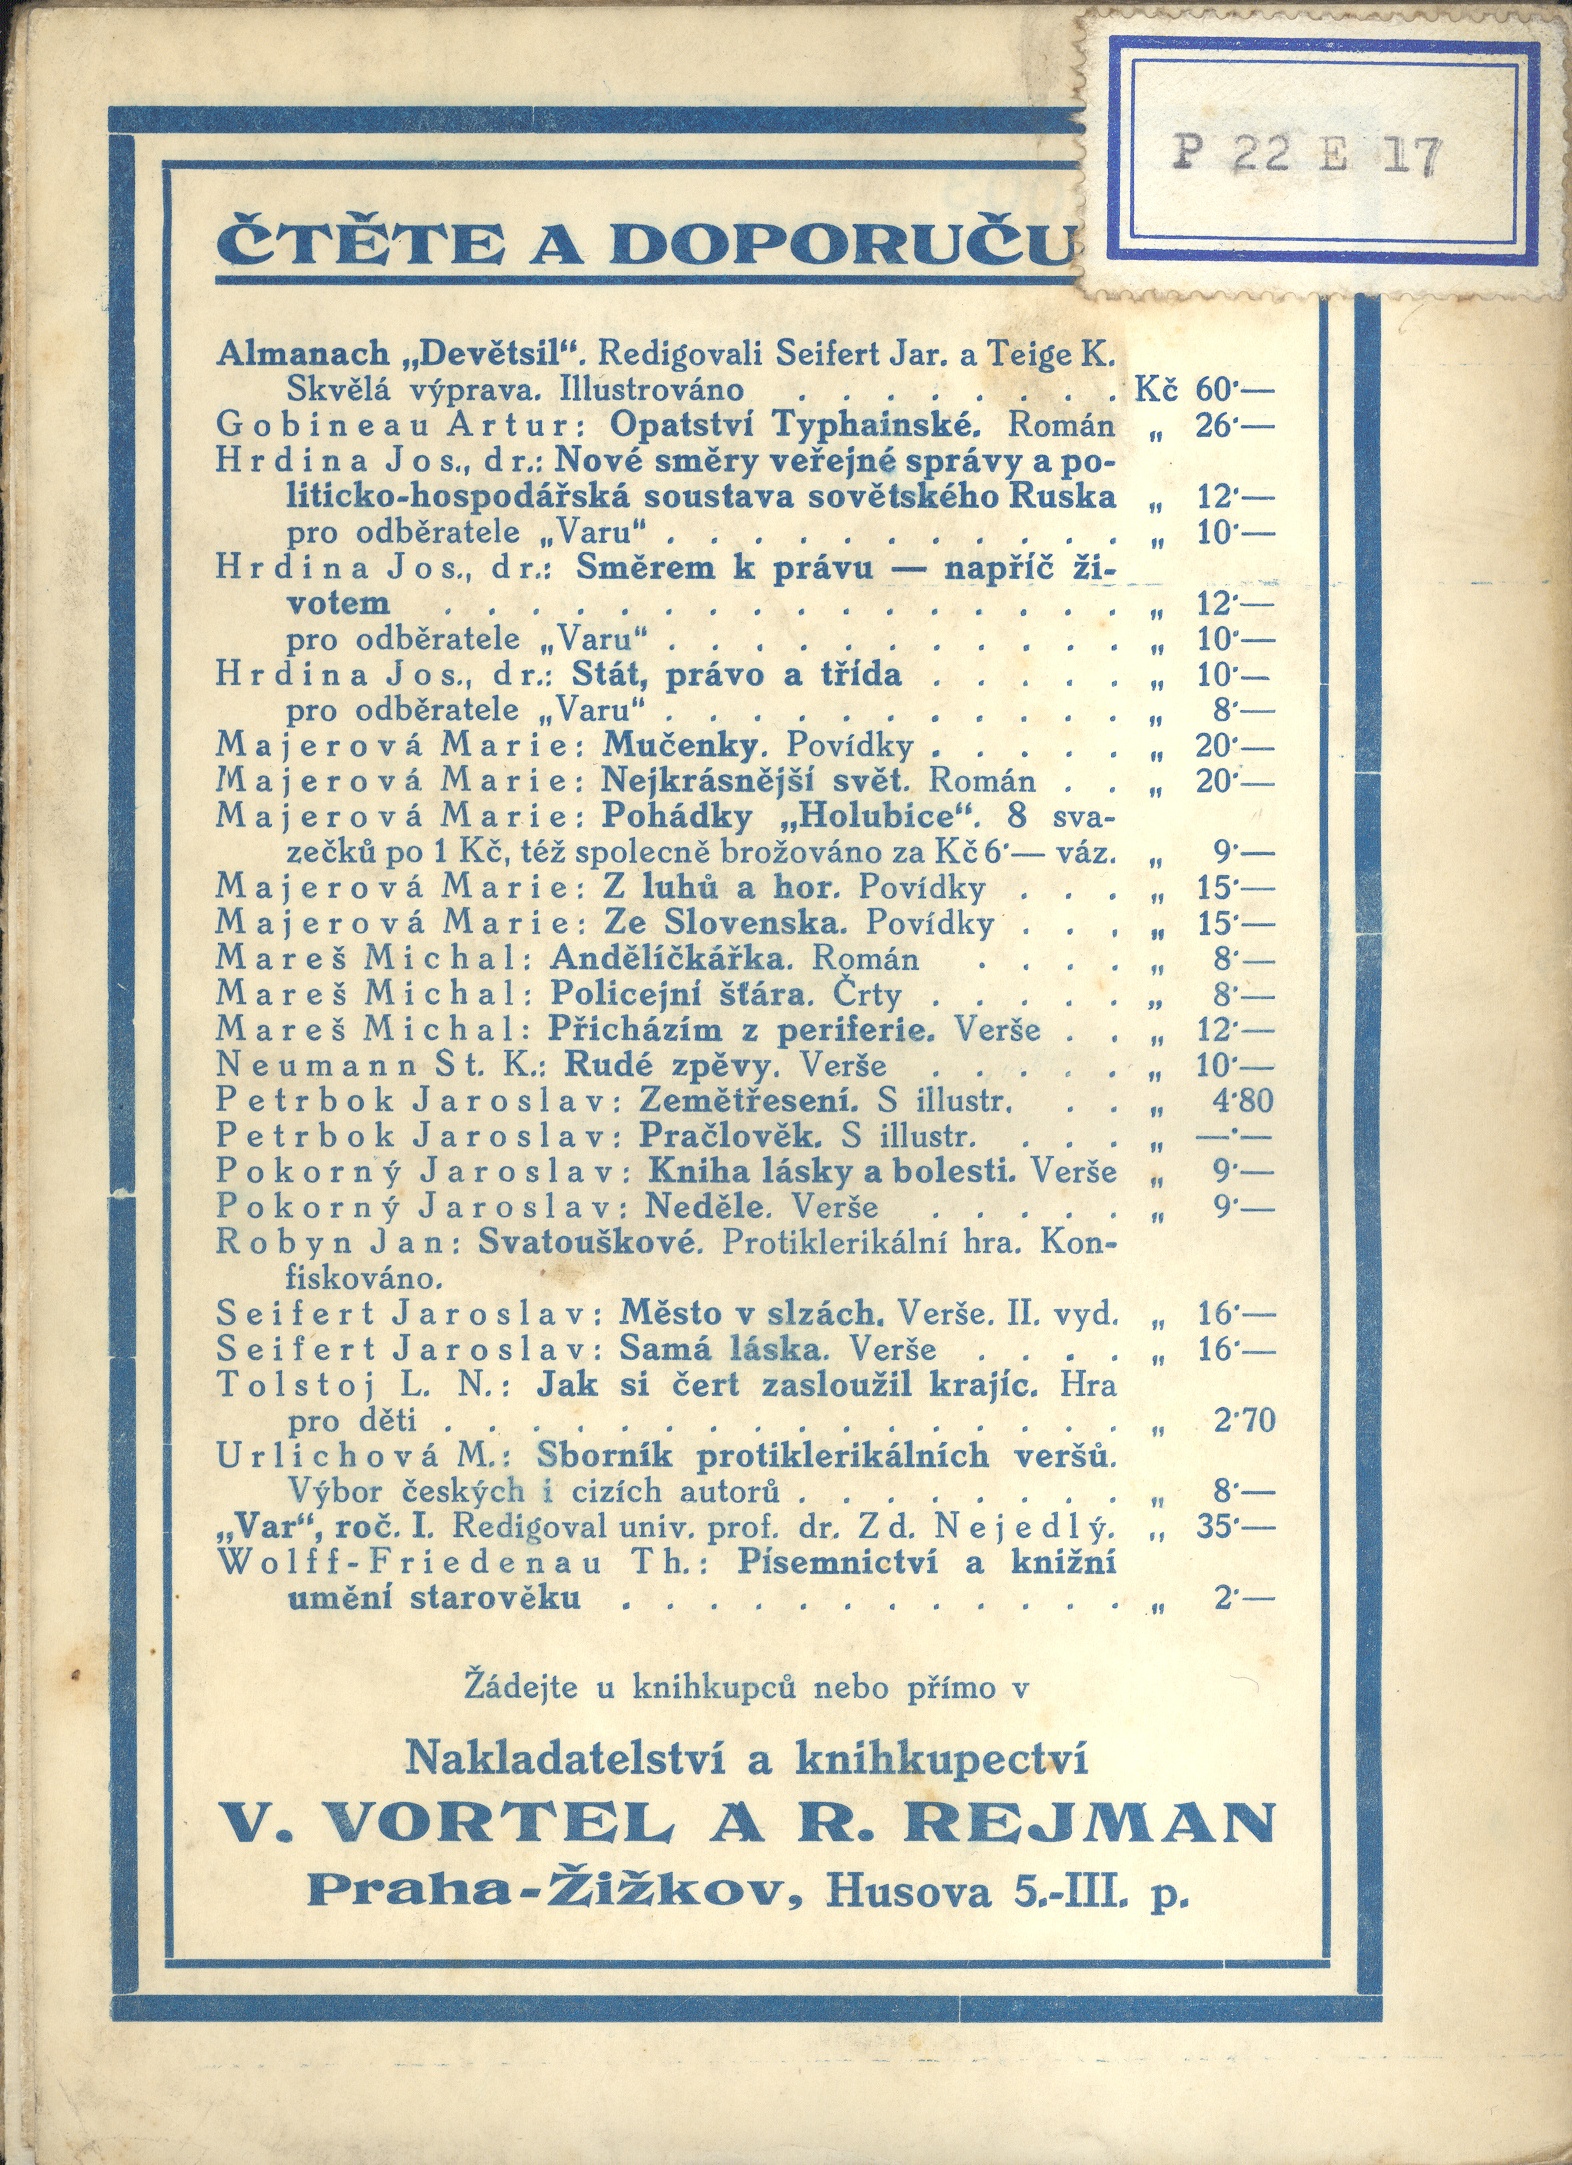 P 22 E 17
ČTĚTE A DOPORUČU
Almanach „Devětsil“. Redigovali Seifert Jar. a Teige K.
Skvělá výprava. Illustrováno . . . . . . . . Kč 60·—
Gobineau Artur: Opatství Typhainské. Román „ 26·—
Hrdina Jos., dr.: Nové směry veřejné správy a po-
liticko-hospodářská soustava sovětského Ruska „ 12·—
pro odběratele „Varu“ . . . . . . . . . . . „ 10·—
Hrdina Jos., dr.: Směrem k právu — napříč ži-
votem . . . . . . . . . . . . . . . . „ 12·—
pro odběratele „Varu“ . . . . . . . . . . . „ 10·—
Hrdina Jos., dr.: Stát, právo a třída . . . . . „ 10·—
pro odběratele „Varu“ . . . . . . . . . . . „ 8·—
Majerová Marie: Mučenky. Povídky . . . . . „ 20·—
Majerová Marie: Nejkrásnější svět. Román . . „ 20·—
Majerová Marie: Pohádky „Holubice“. 8 sva-
zečků po 1 Kč, též spolecně brožováno za Kč 6·— váz. „ 9·—
Majerová Marie: Z luhů a hor. Povídky . . . „ 15·—
Majerová Marie: Ze Slovenska. Povídky . . . „ 15·—
Mareš Michal: Andělíčkářka. Román . . . . „ 8·—
Mareš Michal: Policejní šťára. Črty . . . . . „ 8·—
Mareš Michal: Přicházím z periferie. Verše . . „ 12·—
Neumann St. K.: Rudé zpěvy. Verše . . . . . „ 10·—
Petrbok Jaroslav: Zemětřesení. S illustr. . . „ 4·80
Petrbok Jaroslav: Pračlověk. S illustr. . . . „ —·—
Pokorný Jaroslav: Kniha lásky a bolesti. Verše „ 9·—
Pokorný Jaroslav: Neděle. Verše . . . . . „ 9·—
Robyn Jan: Svatouškové. Protiklerikální hra. Kon-
fiskováno.
Seifert Jaroslav: Město v slzách. Verše. II. vyd. „ 16·—
Seifert Jaroslav: Samá láska. Verše . . . . „ 16·—
Tolstoj L. N.: Jak si čert zasloužil krajíc. Hra
pro děti . . . . . . . . . . . . . . . . „ 2·70
Urlichová M.: Sborník protiklerikálních veršů.
Výbor českých i cizích autorů . . . . . . . . „ 8·—
„Var“, roč. I. Redigoval univ. prof. dr. Zd. Nejedlý. „ 35·—
Wolff-Friedenau Th.: Písemnictví a knižní
umění starověku . . . . . . . . . . . . „ 2·—
Žádejte u knihkupců nebo přímo v
Nakladatelství a knihkupectví
V. VORTEL A R. REJMAN
Praha-Žižkov, Husova 5.-III. p.